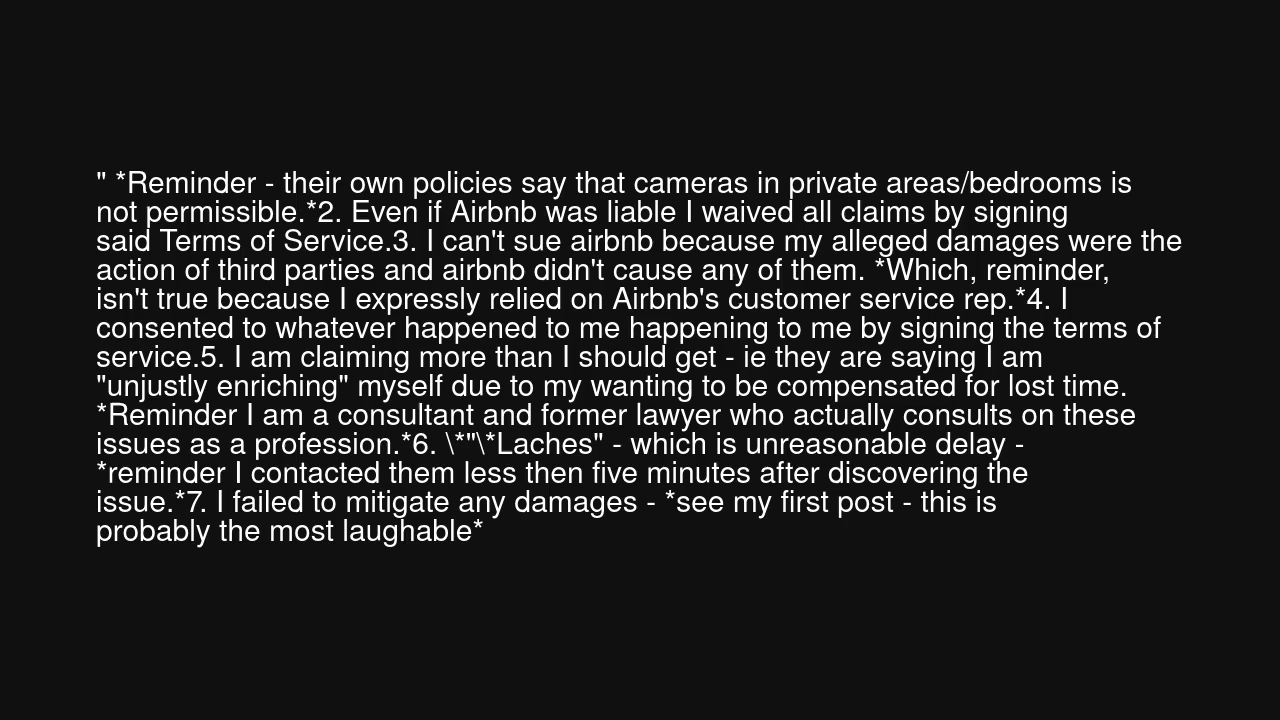 " *Reminder - their own policies say that cameras in private areas/bedrooms is
not permissible.*2. Even if Airbnb was liable I waived all claims by signing
said Terms of Service.3. I can't sue airbnb because my alleged damages were the
action of third parties and airbnb didn't cause any of them. *Which, reminder,
isn't true because I expressly relied on Airbnb's customer service rep.*4. I
consented to whatever happened to me happening to me by signing the terms of
service.5. I am claiming more than I should get - ie they are saying I am
"unjustly enriching" myself due to my wanting to be compensated for lost time.
*Reminder I am a consultant and former lawyer who actually consults on these
issues as a profession.*6. \*"\*Laches" - which is unreasonable delay -
*reminder I contacted them less then five minutes after discovering the
issue.*7. I failed to mitigate any damages - *see my first post - this is
probably the most laughable*